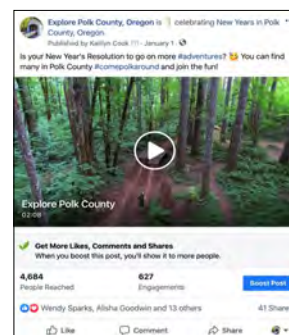 Explore Polk County, Oregon is celebrating New Years in Polk
County, Oregon.
Published by Kaitlyn Cook · January 1 ·
Is your New Year's Resolution to go on more #adventures? You can find
many in Polk County #comepolkaround and join the fun!
Explore Polk County
02:08
Get More Likes, Comments and Shares
When you boost this post, you'll show it to more people.
4,684 627
People Reached Engagements Boost Post
Wendy Sparks, Alisha Goodwin and 13 others 41 Share
Like Comment Share